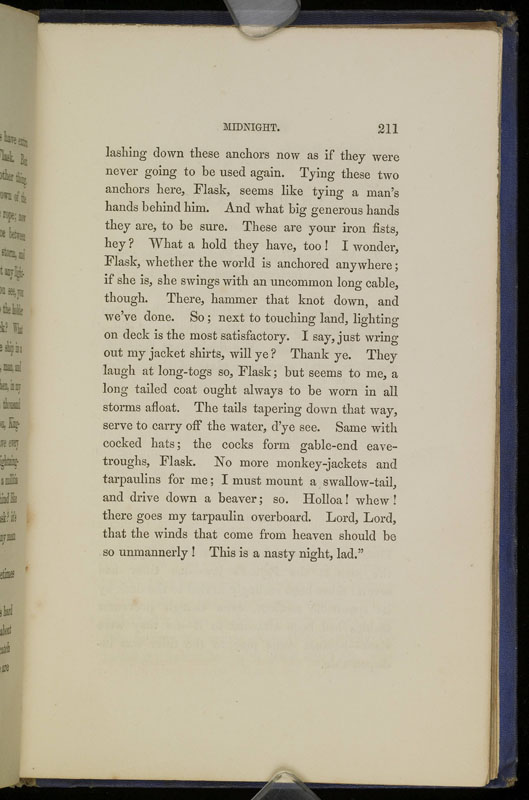 MIDNIGHT. 211
lashing down these anchors now as if they were
never going to be used again. Tying these two
anchors here, Flask, seems like tying a man's
hands behind him. And what big generous hands
they are, to be sure. These are your iron fists,
hey? What a hold they have, too! I wonder,
Flask, whether the world is anchored anywhere;
if she is, she swings with an uncommon long cable,
though. There, hammer that knot down, and
we've done. So; next to touching land, lighting
on deck is the most satisfactory. I say, just wring
out my jacket shirts, will ye? Thank ye. They
laugh at long-togs so, Flask; but seems to me, a
long tailed coat ought always to be worn in all
storms afloat. The tails tapering down that way,
serve to carry off the water, d'ye see. Same with
cocked hats; the cocks form gable-end eave-
troughs, Flask. No more monkey-jackets and
tarpaulins for me; I must mount a swallow-tail,
and drive down a beaver; so. Holloa! whew!
there goes my tarpaulin overboard. Lord, Lord,
that the winds that come from heaven should be
so unmannerly! This is a nasty night, lad."